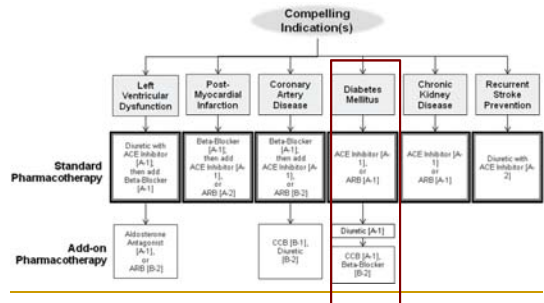 Compelling
Indication(s)
Left
Ventricular
Dysfunction
Post-
Myocardial
Infarction
Coronary
Artery
Disease
Diabetes
Mellitus
Chronic
Kidney
Disease
Recurrent
Stroke
Prevention
Standard
Pharmacotherapy
Diuretic with
ACE Inhibitor
[A-1],
then add
Beta-Blocker
[A-1]
Beta-Blocker
[A-1],
then add
ACE Inhibitor [A-
1],
or
ARB [A-2]
Beta-Blocker
[A-1],
then add
ACE Inhibitor [A-
1],
or
ARB [B-2]
ACE Inhibitor [A-
1],
or
ARB [A-1]
ACE Inhibitor [A-
1],
or
ARB [A-1]
Diuretic with ACE
Inhibitor [A-
2]
Add-on
Pharmacotherapy
Aldosterone
Antagonist
[A-1],
or
ARB [B-2]
CCB [B-1],
Diuretic
[B-2]
Diuretic [A-1]
CCB [A-1],
Beta-Blocker
[B-2]